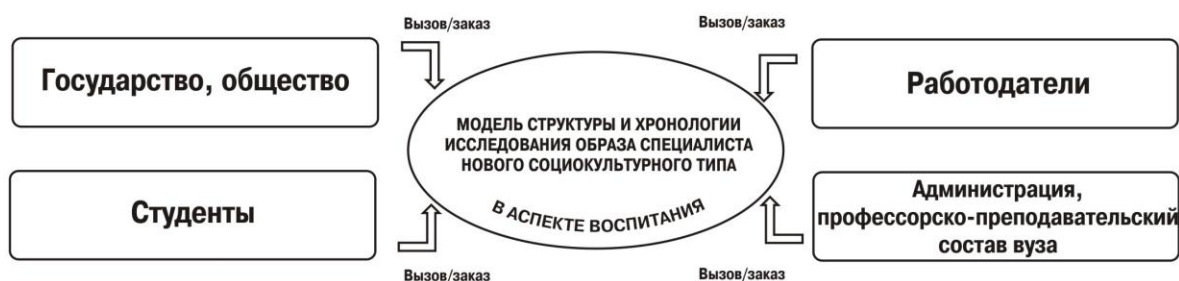 Вызов/заказ
Вызов/заказ
Государство, общество
Работодатели
МОДЕЛЬ СТРУКТУРЫ И ХРОНОЛОГИИ
ИССЛЕДОВАНИЯ ОБРАЗА СПЕЦИАЛИСТА
НОВОГО СОЦИОКУЛЬТУРНОГО ТИПА
В АСПЕКТЕ ВОСПИТАНИЯ
Студенты
Администрация,
профессорско-преподавательский
состав вуза
Вызов/заказ
Вызов/заказ